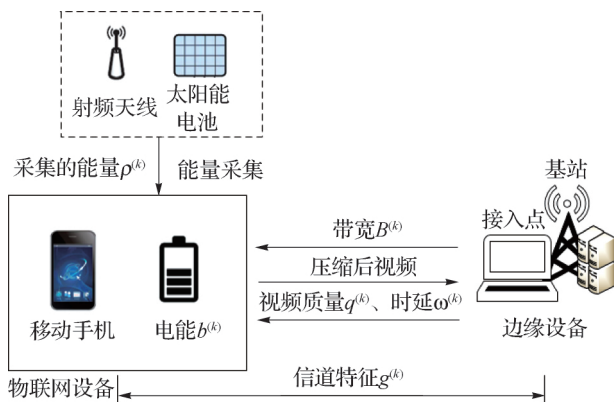 射频天线
太阳能
电池
采集的能量ρ^(k)
能量采集
基站
接入点
带宽B^(k)
压缩后视频
视频质量q^(k)、时延ω^(k)
移动手机
电能b^(k)
边缘设备
物联网设备
信道特征g^(k)